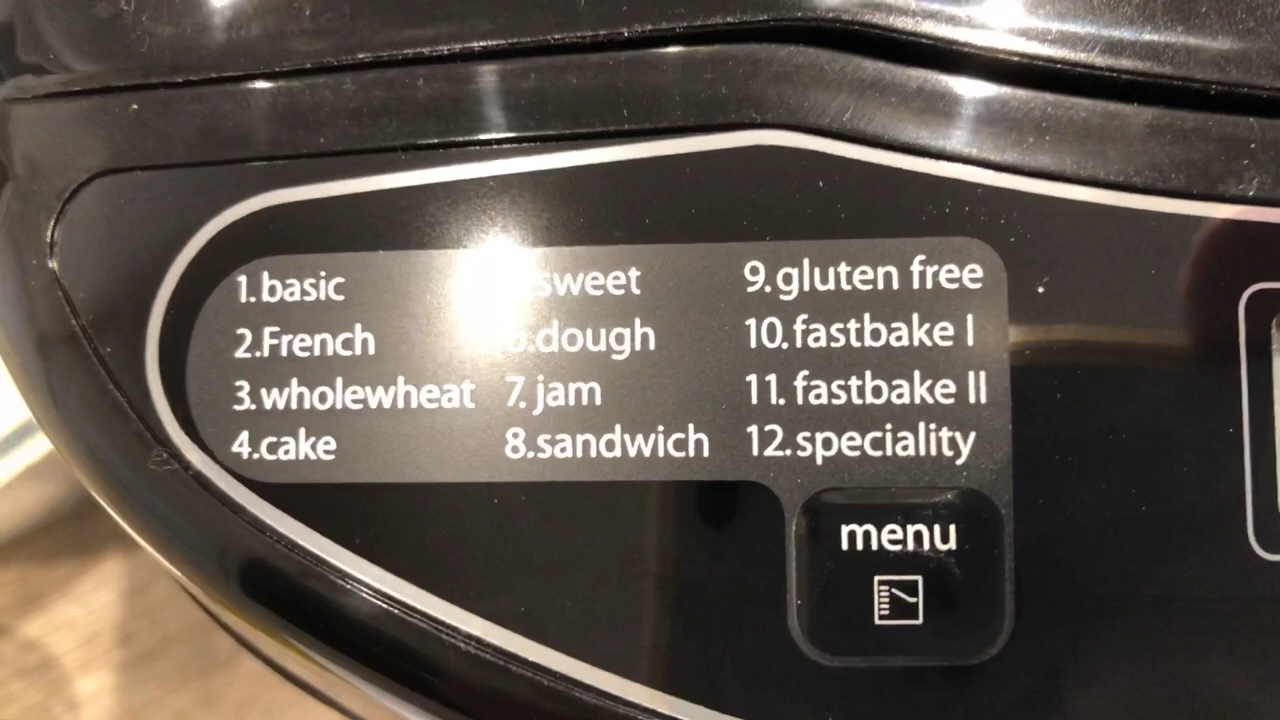 1.basic
2.French
3.wholewheat
4.cake
sweet
6.dough
7.jam
8.sandwich
9.gluten free
10.fastbake I
11. fastbake II
12.speciality
menu